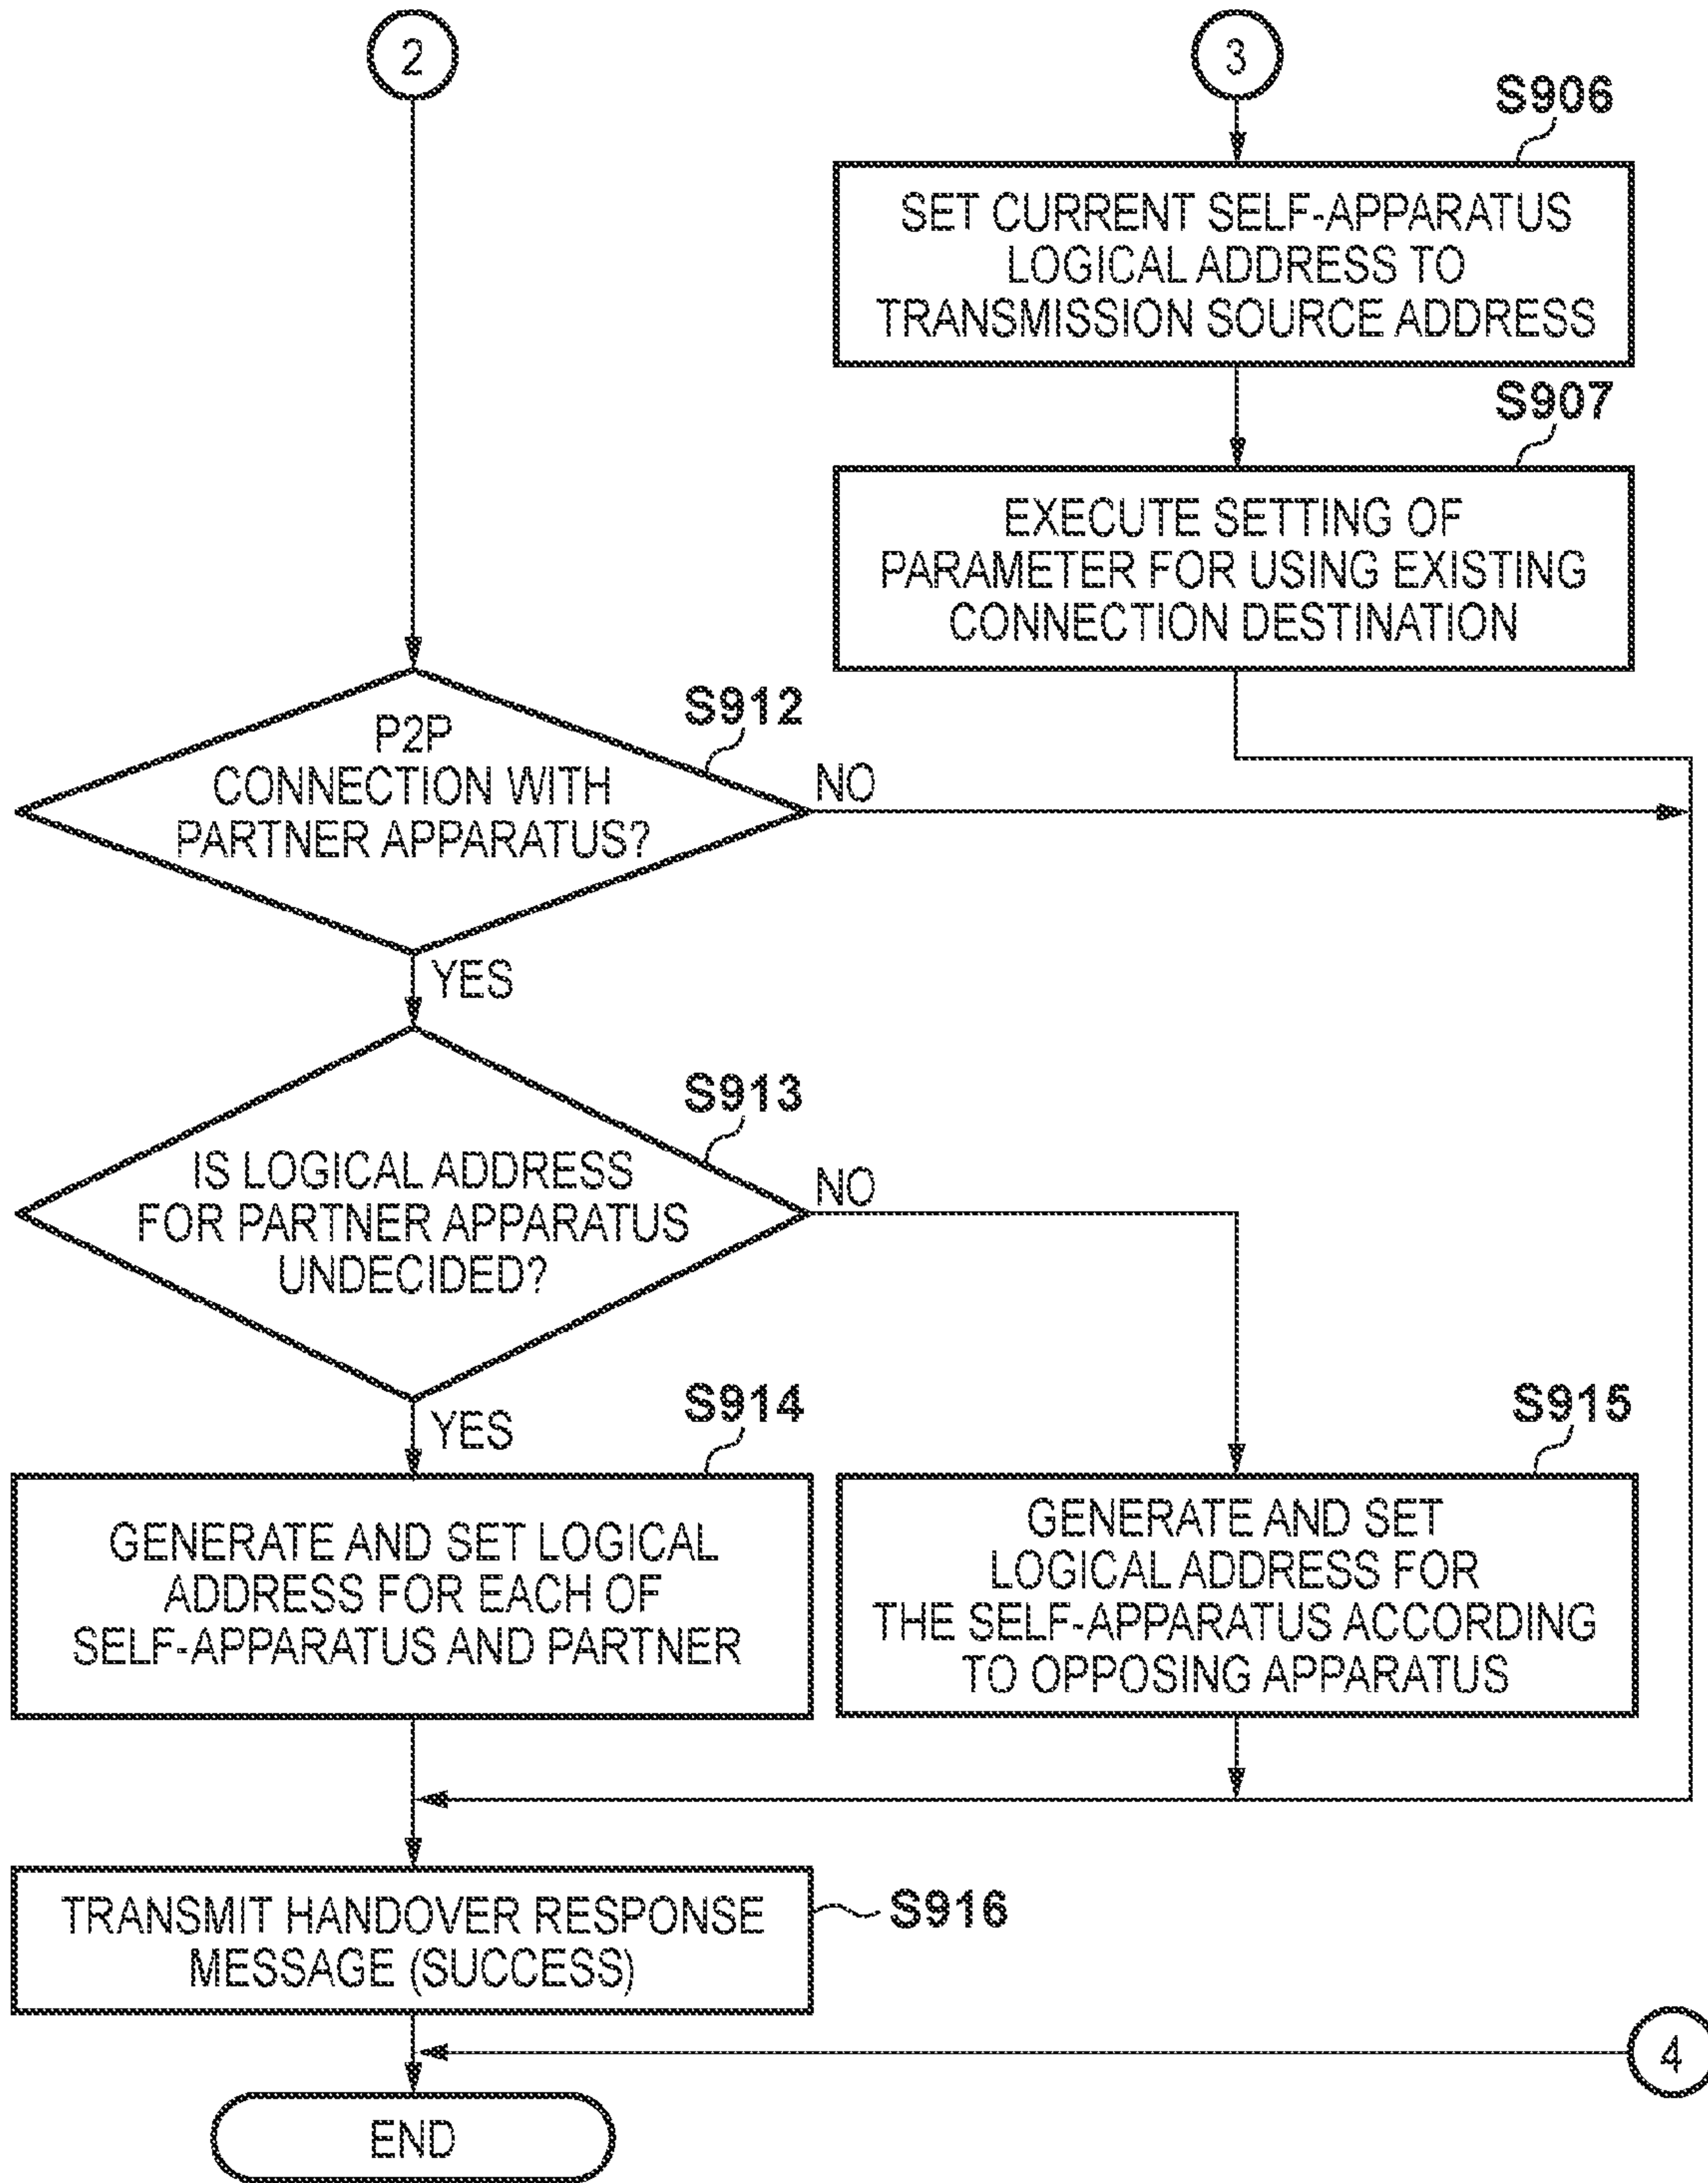 2
3
S906
SET CURRENT SELF-APPARATUS
LOGICAL ADDRESS TO
TRANSMISSION SOURCE ADDRESS
S907
EXECUTE SETTING OF
PARAMETER FOR USING EXISTING
CONNECTION DESTINATION
S912
P2P
CONNECTION WITH
PARTNER APPARATUS?
NO
YES
S913
IS LOGICAL ADDRESS
FOR PARTNER APPARATUS
UNDECIDED?
NO
YES
S914
GENERATE AND SET LOGICAL
ADDRESS FOR EACH OF
SELF-APPARATUS AND PARTNER
S915
GENERATE AND SET
LOGICAL ADDRESS FOR
THE SELF-APPARATUS ACCORDING
TO OPPOSING APPARATUS
TRANSMIT HANDOVER RESPONSE
MESSAGE (SUCCESS)
S916
4
END